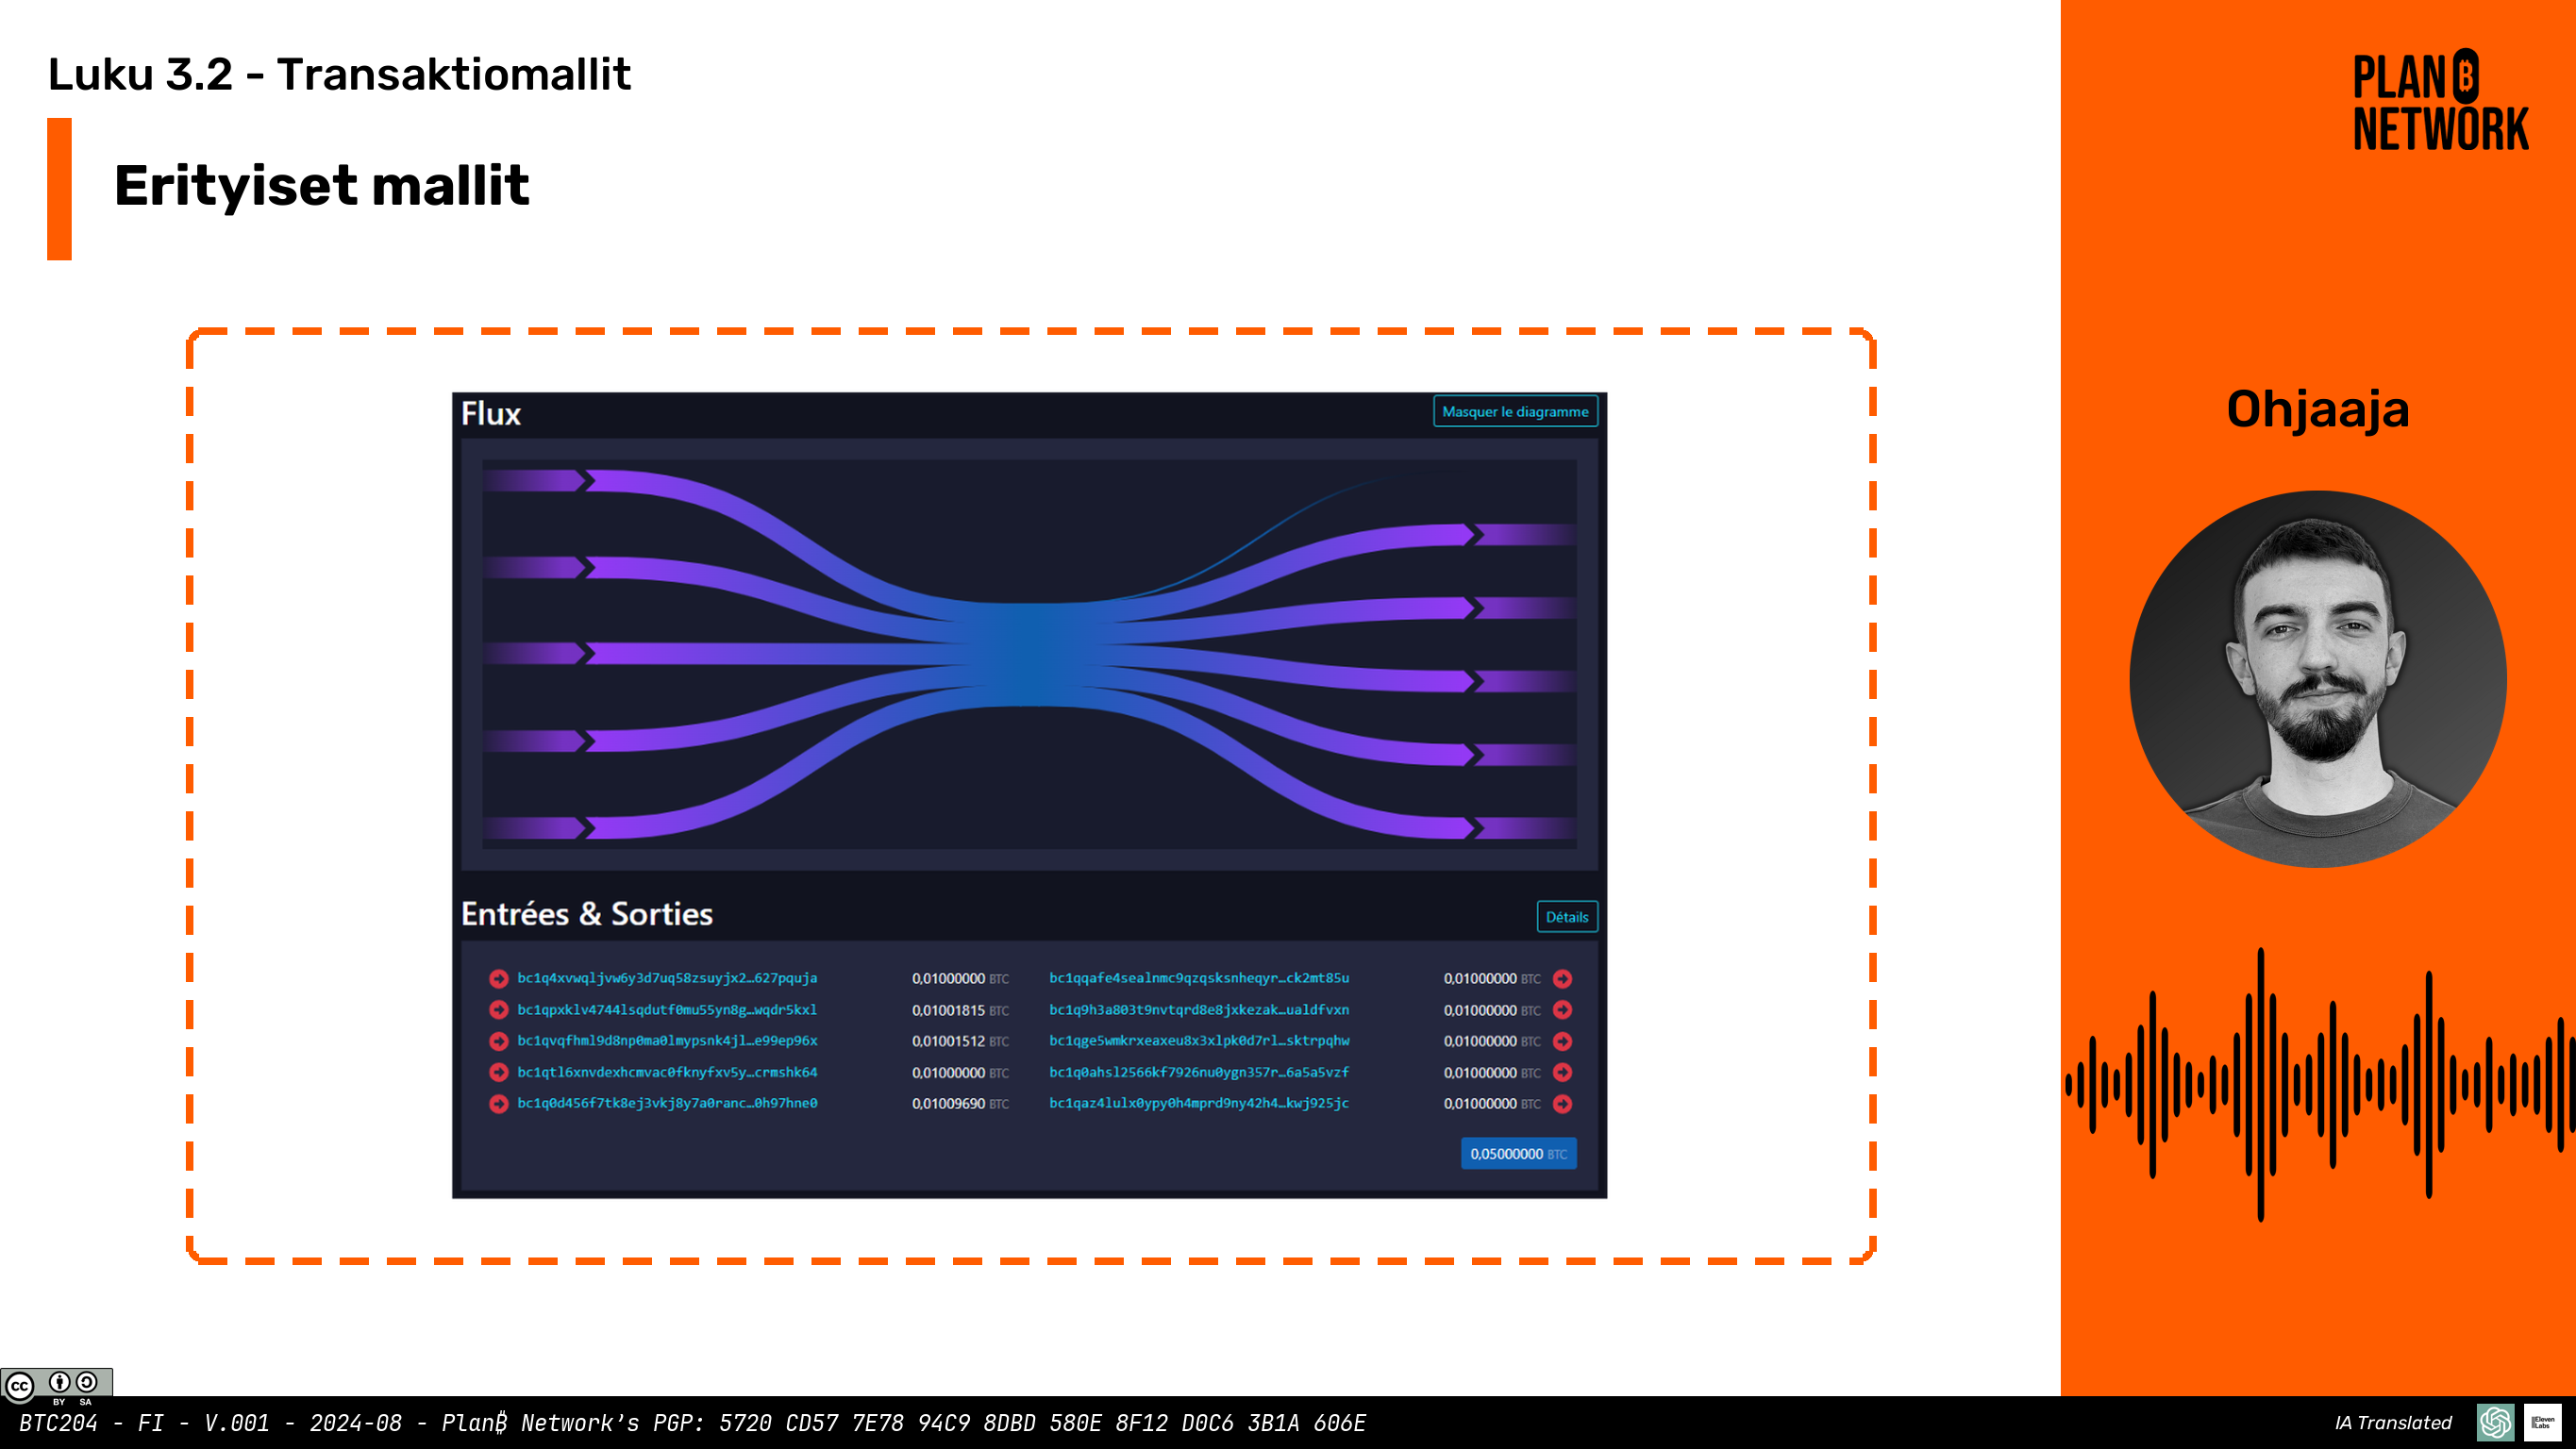 Luku 3.2 - Transaktiomallit
Erityiset mallit
PLAN ₿
NETWORK
Ohjaaja
Flux
Masquer le diagramme
Entrées & Sorties
Détails
bc1q4xvwqljvw6y3d7uq58zsuyjx2…627pquja 0,01000000 BTC bc1qqafe4sealnmc9qzqsksnheqyr…ck2mt85u 0,01000000 BTC
bc1qpxklv4744lsqdutf0mu55yn8g…wqdr5kxl 0,01001815 BTC bc1q9h3a803t9nvtqrd8e8jxkezak…ualdfvxn 0,01000000 BTC
bc1qvqfhml9d8np0ma0lmypsnk4jl…e99ep96x 0,01001512 BTC bc1qge5wmkrxeaxeu8x3xlpk0d7rl…sktrpqhw 0,01000000 BTC
bc1qtl6xnvdexhcmvac0fknyfxv5y…crmshk64 0,01000000 BTC bc1q0ahsl2566kf7926nu0ygn357r…6a5a5vzf 0,01000000 BTC
bc1q0d456f7tk8ej3vkj8y7a0ranc…0h97hne0 0,01009690 BTC bc1qaz4lulx0ypy0h4mprd9ny42h4…kwj925jc 0,01000000 BTC
0,05000000 BTC
cc BY SA
BTC204 - FI - V.001 - 2024-08 - Plan₿ Network's PGP: 5720 CD57 7E78 94C9 8DBD 580E 8F12 D0C6 3B1A 606E
IA Translated
IIElevenLabs